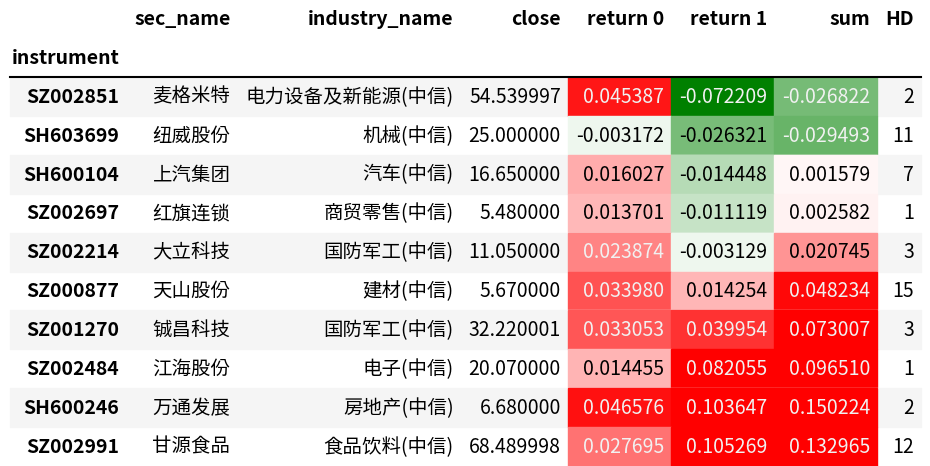 sec_name industry_name close return 0 return 1 sum HD
instrument
SZ002851 麦格米特 电力设备及新能源(中信) 54.539997 0.045387 -0.072209 -0.026822 2
SH603699 纽威股份 机械(中信) 25.000000 -0.003172 -0.026321 -0.029493 11
SH600104 上汽集团 汽车(中信) 16.650000 0.016027 -0.014448 0.001579 7
SZ002697 红旗连锁 商贸零售(中信) 5.480000 0.013701 -0.011119 0.002582 1
SZ002214 大立科技 国防军工(中信) 11.050000 0.023874 -0.003129 0.020745 3
SZ000877 天山股份 建材(中信) 5.670000 0.033980 0.014254 0.048234 15
SZ001270 铖昌科技 国防军工(中信) 32.220001 0.033053 0.039954 0.073007 3
SZ002484 江海股份 电子(中信) 20.070000 0.014455 0.082055 0.096510 1
SH600246 万通发展 房地产(中信) 6.680000 0.046576 0.103647 0.150224 2
SZ002991 甘源食品 食品饮料(中信) 68.489998 0.027695 0.105269 0.132965 12